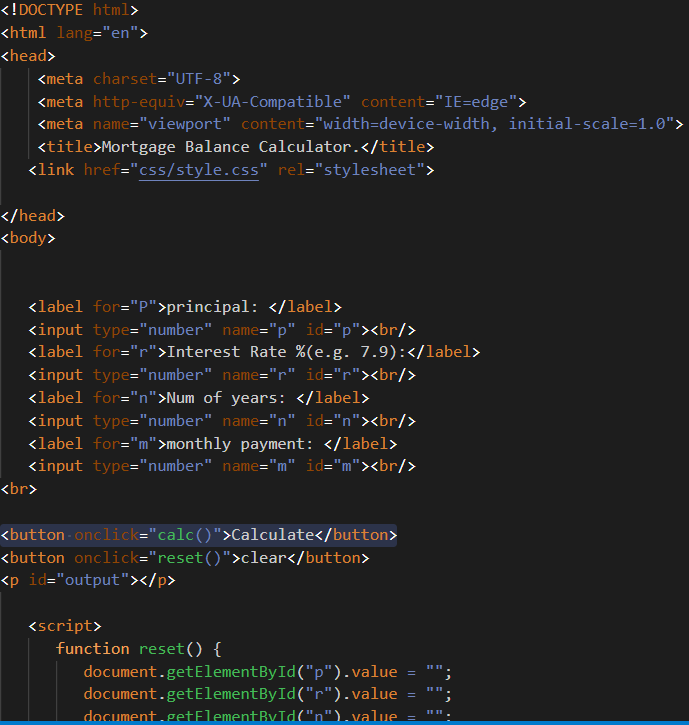 <!DOCTYPE html>
<html lang="en">
<head>
    <meta charset="UTF-8">
    <meta http-equiv="X-UA-Compatible" content="IE=edge">
    <meta name="viewport" content="width=device-width, initial-scale=1.0">
    <title>Mortgage Balance Calculator.</title>
   <link href="css/style.css" rel="stylesheet">
</head>
<body>
   <label for="P">principal: </label>
   <input type="number" name="p" id="p"><br/>
   <label for="r">Interest Rate %(e.g. 7.9):</label>
   <input type="number" name="r" id="r"><br/>
   <label for="n">Num of years: </label>
   <input type="number" name="n" id="n"><br/>
   <label for="m">monthly payment: </label>
   <input type="number" name="m" id="m"><br/>
<br>
<button onclick="calc()">Calculate</button>
<button onclick="reset()">clear</button>
<p id="output"></p>
   <script>
      function reset() {
         document.getElementById("p").value = "";
         document.getElementById("r").value = "";
         document.getElementById("n").value = "";